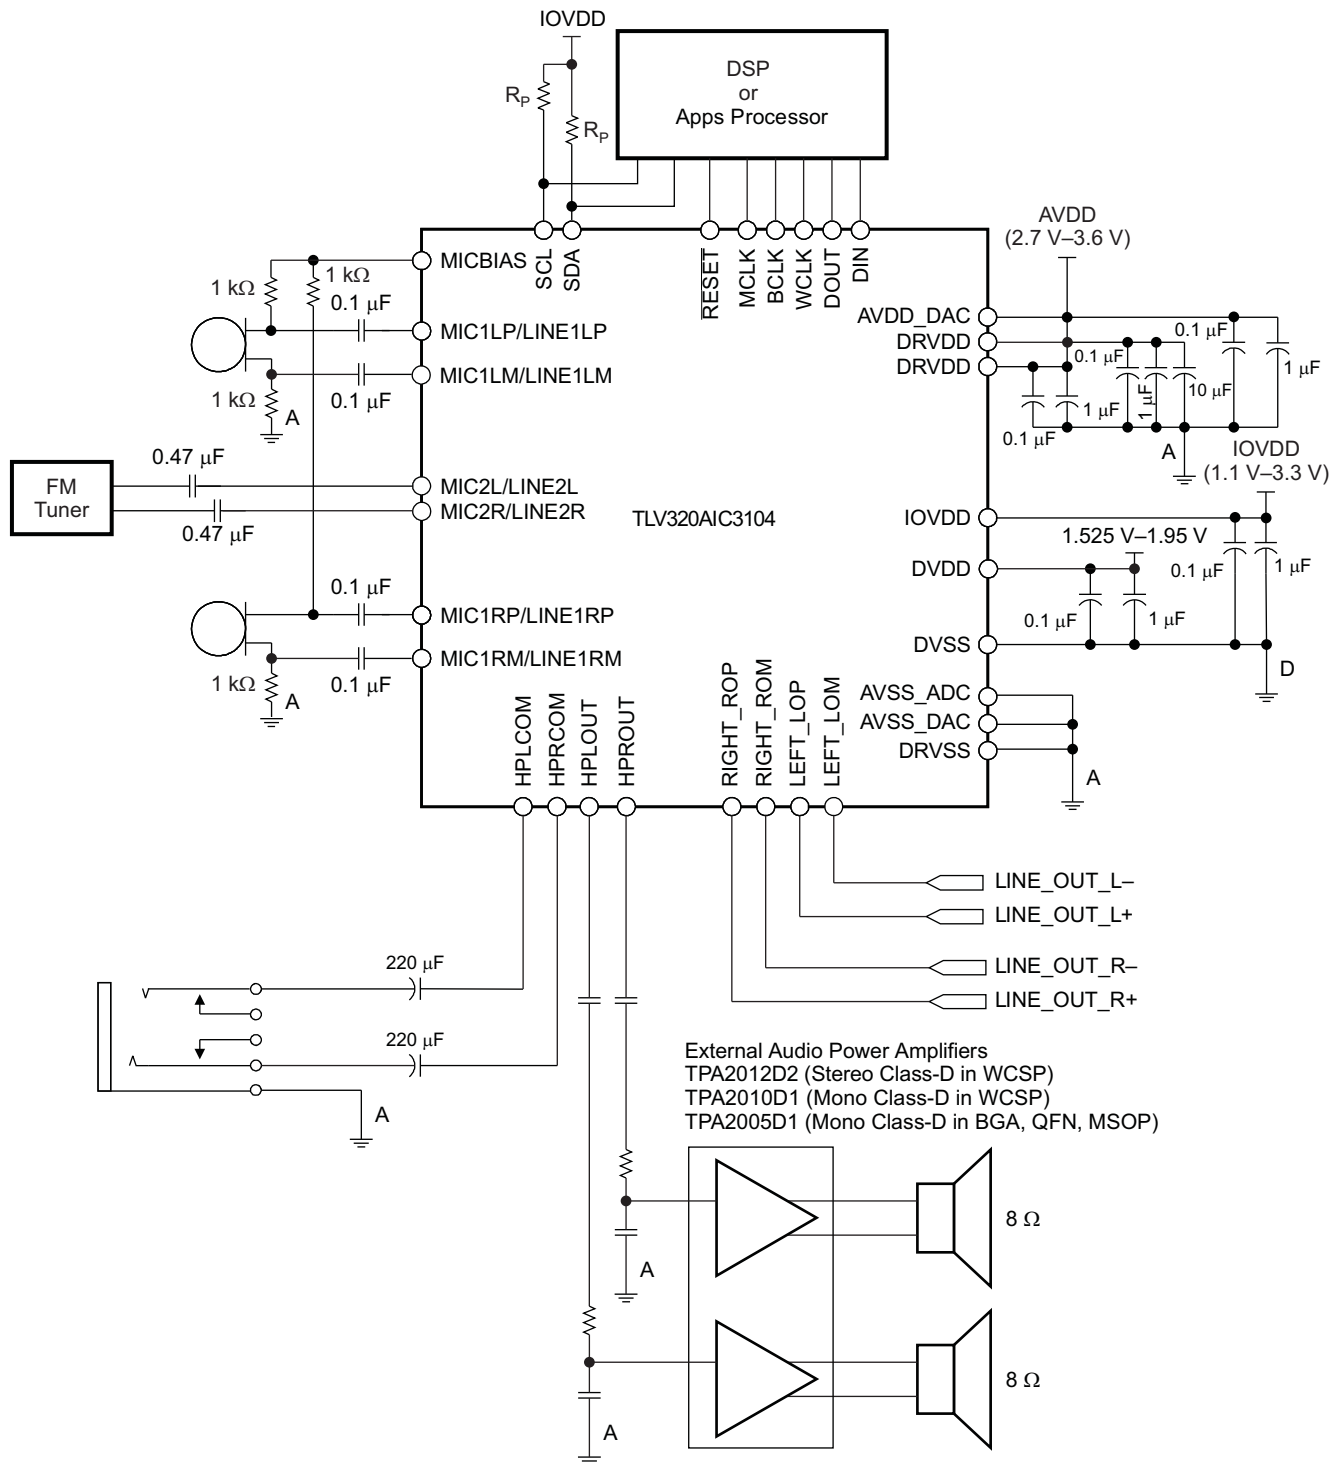 IOVDD
DSP
or
Apps Processor
RP
RP
SCL
SDA
RESET
MCLK
BCLK
WCLK
DOUT
DIN
AVDD
(2.7 V–3.6 V)
MICBIAS
1 kΩ
1 kΩ
0.1 μF
MIC1LP/LINE1LP
MIC1LM/LINE1LM
1 kΩ
A
0.1 μF
AVDD_DAC
DRVDD
DRVDD
0.1 μF
0.1 μF
1 μF
10 μF
1 μF
1 μF
0.1 μF
A
IOVDD
(1.1 V–3.3 V)
0.47 μF
FM
Tuner
MIC2L/LINE2L
MIC2R/LINE2R
0.47 μF
TLV320AIC3104
IOVDD
1.525 V–1.95 V
DVDD
0.1 μF
1 μF
0.1 μF
1 μF
0.1 μF
MIC1RP/LINE1RP
MIC1RM/LINE1RM
1 kΩ
A
0.1 μF
DVSS
D
AVSS_ADC
AVSS_DAC
DRVSS
A
HPLCOM
HPRCOM
HPLOUT
HPROUT
RIGHT_ROP
RIGHT_ROM
LEFT_LOP
LEFT_LOM
LINE_OUT_L–
LINE_OUT_L+
LINE_OUT_R–
LINE_OUT_R+
220 μF
220 μF
A
External Audio Power Amplifiers
TPA2012D2 (Stereo Class-D in WCSP)
TPA2010D1 (Mono Class-D in WCSP)
TPA2005D1 (Mono Class-D in BGA, QFN, MSOP)
8 Ω
A
8 Ω
A